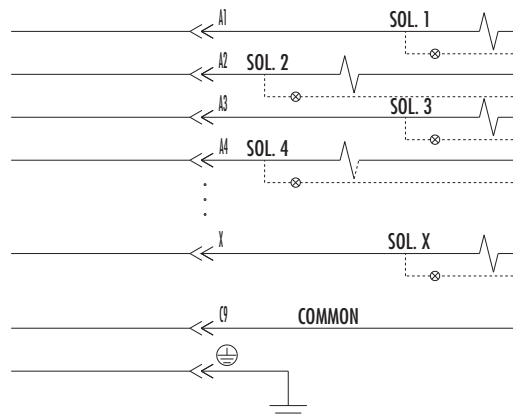 A1 SOL. 1
A2 SOL. 2
A3 SOL. 3
A4 SOL. 4
X SOL. X
C9 COMMON